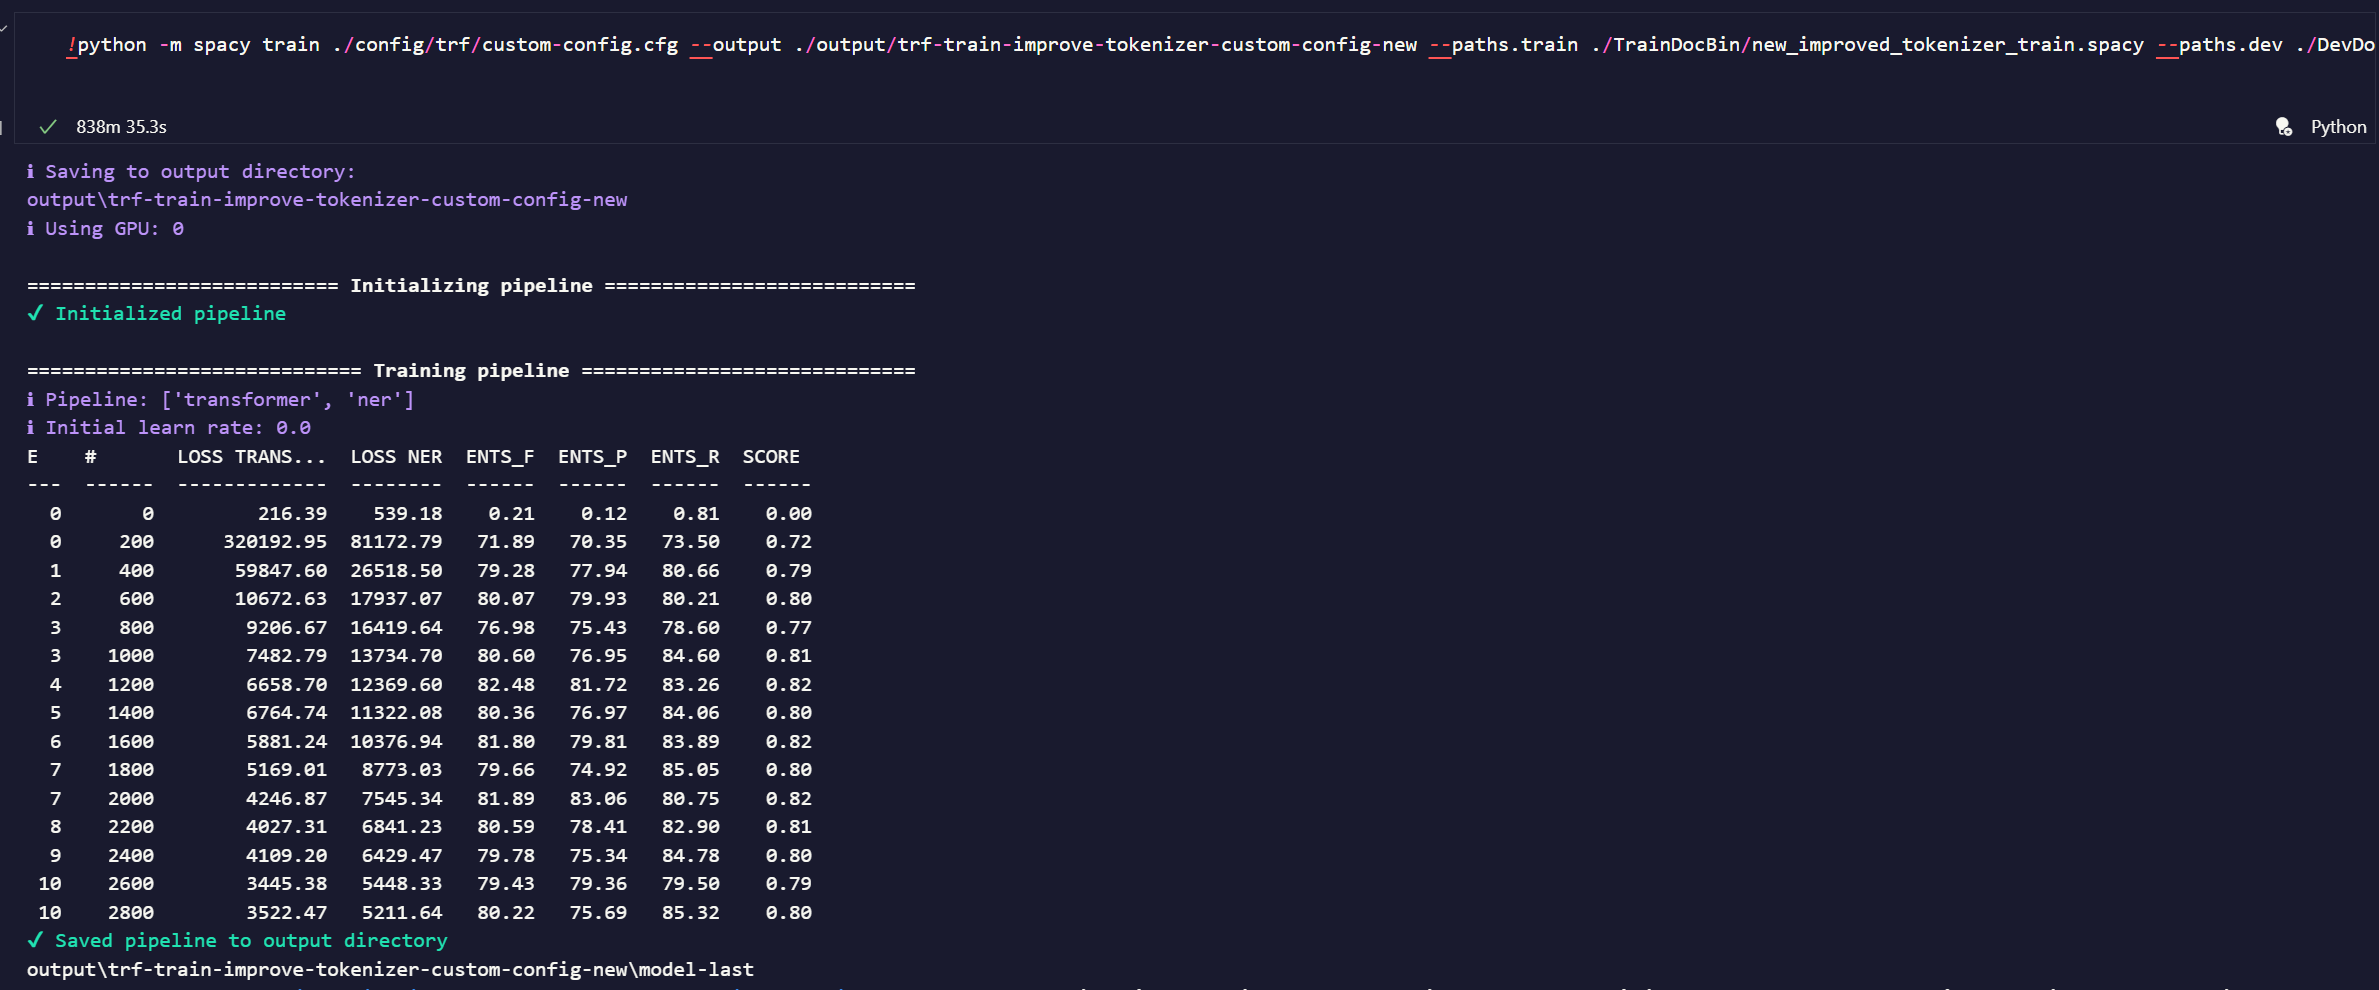 !python -m spacy train ./config/trf/custom-config.cfg --output ./output/trf-train-improve-tokenizer-custom-config-new --paths.train ./TrainDocBin/new_improved_tokenizer_train.spacy --paths.dev ./DevDo
✓ 838m 35.3s Python
ℹ Saving to output directory:
output\trf-train-improve-tokenizer-custom-config-new
ℹ Using GPU: 0
=========================== Initializing pipeline ===========================
✔ Initialized pipeline
============================= Training pipeline =============================
ℹ Pipeline: ['transformer', 'ner']
ℹ Initial learn rate: 0.0
E    #       LOSS TRANS...  LOSS NER  ENTS_F  ENTS_P  ENTS_R  SCORE
---  ------  -------------  --------  ------  ------  ------  ------
  0       0         216.39    539.18    0.21    0.12    0.81    0.00
  0     200      320192.95  81172.79   71.89   70.35   73.50    0.72
  1     400       59847.60  26518.50   79.28   77.94   80.66    0.79
  2     600       10672.63  17937.07   80.07   79.93   80.21    0.80
  3     800        9206.67  16419.64   76.98   75.43   78.60    0.77
  3    1000        7482.79  13734.70   80.60   76.95   84.60    0.81
  4    1200        6658.70  12369.60   82.48   81.72   83.26    0.82
  5    1400        6764.74  11322.08   80.36   76.97   84.06    0.80
  6    1600        5881.24  10376.94   81.80   79.81   83.89    0.82
  7    1800        5169.01   8773.03   79.66   74.92   85.05    0.80
  7    2000        4246.87   7545.34   81.89   83.06   80.75    0.82
  8    2200        4027.31   6841.23   80.59   78.41   82.90    0.81
  9    2400        4109.20   6429.47   79.78   75.34   84.78    0.80
 10    2600        3445.38   5448.33   79.43   79.36   79.50    0.79
 10    2800        3522.47   5211.64   80.22   75.69   85.32    0.80
✔ Saved pipeline to output directory
output\trf-train-improve-tokenizer-custom-config-new\model-last